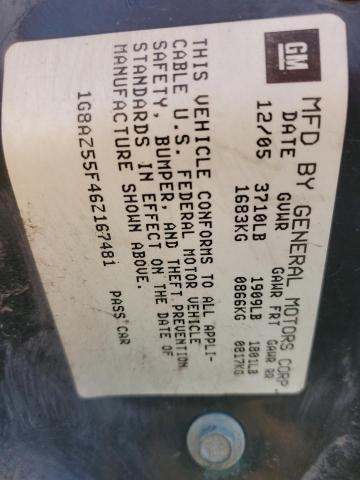 GM
MFD BY GENERAL MOTORS CORP
DATE GVWR GAWR FRT GAWR RR
12/05 3710LB 1909LB 1801LB
1683KG 0866KG 0817KG
THIS VEHICLE CONFORMS TO ALL APPLI-
CABLE U.S. FEDERAL MOTOR VEHICLE
SAFETY, BUMPER, AND THEFT PREVENTION
STANDARDS IN EFFECT ON THE DATE OF
MANUFACTURE SHOWN ABOVE.
1G8AZ55F46Z167481 PASS CAR